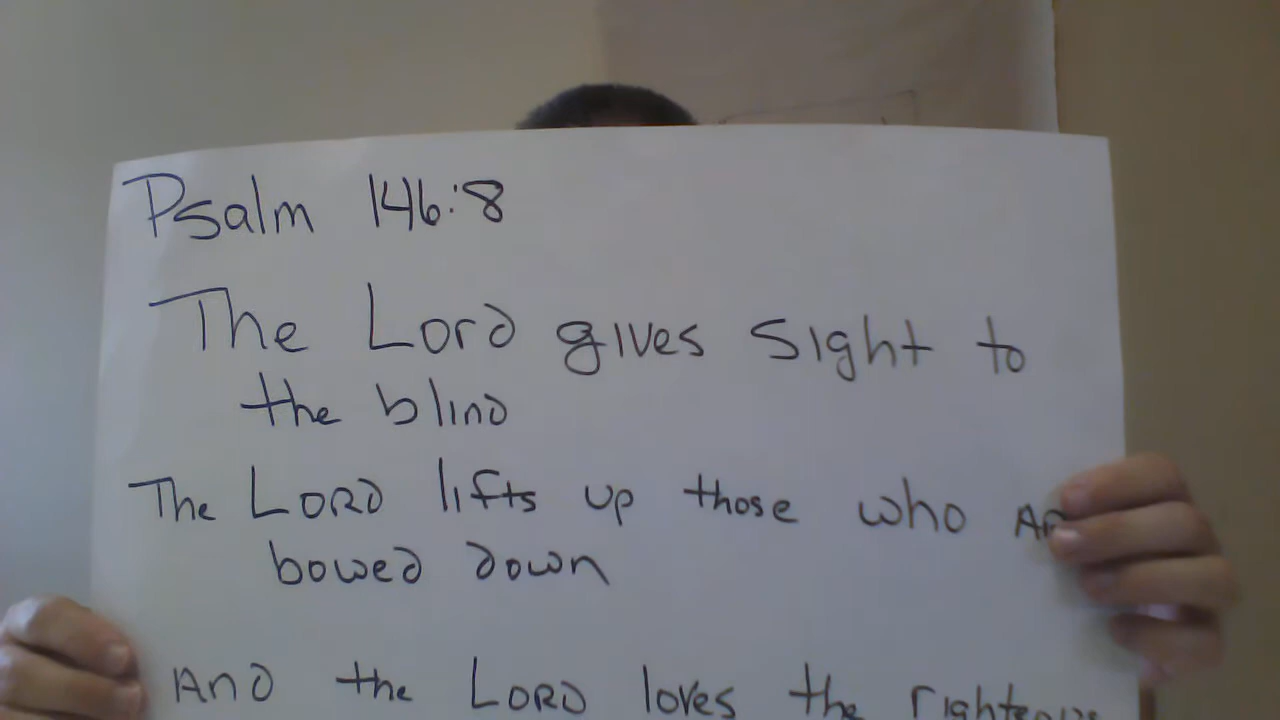 Psalm 146:8
The Lord gives sight to
the blind
The LORD lifts up those who
bowed down
And the LORD loves the righteous